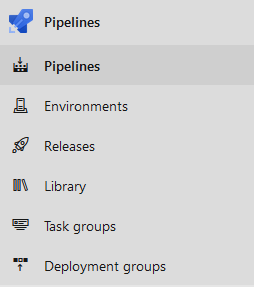 Pipelines
Pipelines
Environments
Releases
Library
Task groups
Deployment groups